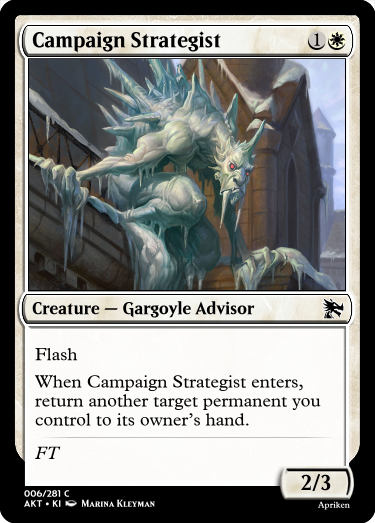 Campaign Strategist 1
Creature — Gargoyle Advisor
Flash
When Campaign Strategist enters,
return another target permanent you
control to its owner's hand.
FT
2/3
006/281 C
AKT • KI Marina Kleyman
Apriken